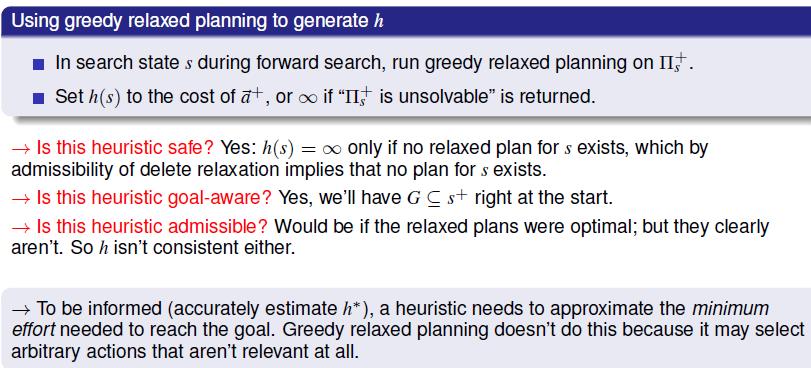 Using greedy relaxed planning to generate h
■ In search state s during forward search, run greedy relaxed planning on Π⁺ₛ.
■ Set h(s) to the cost of a⃗⁺, or ∞ if “Π⁺ₛ is unsolvable” is returned.
→ Is this heuristic safe? Yes: h(s) = ∞ only if no relaxed plan for s exists, which by
admissibility of delete relaxation implies that no plan for s exists.
→ Is this heuristic goal-aware? Yes, we’ll have G ⊆ s⁺ right at the start.
→ Is this heuristic admissible? Would be if the relaxed plans were optimal; but they clearly
aren’t. So h isn’t consistent either.
→ To be informed (accurately estimate h*), a heuristic needs to approximate the minimum
effort needed to reach the goal. Greedy relaxed planning doesn’t do this because it may select
arbitrary actions that aren’t relevant at all.